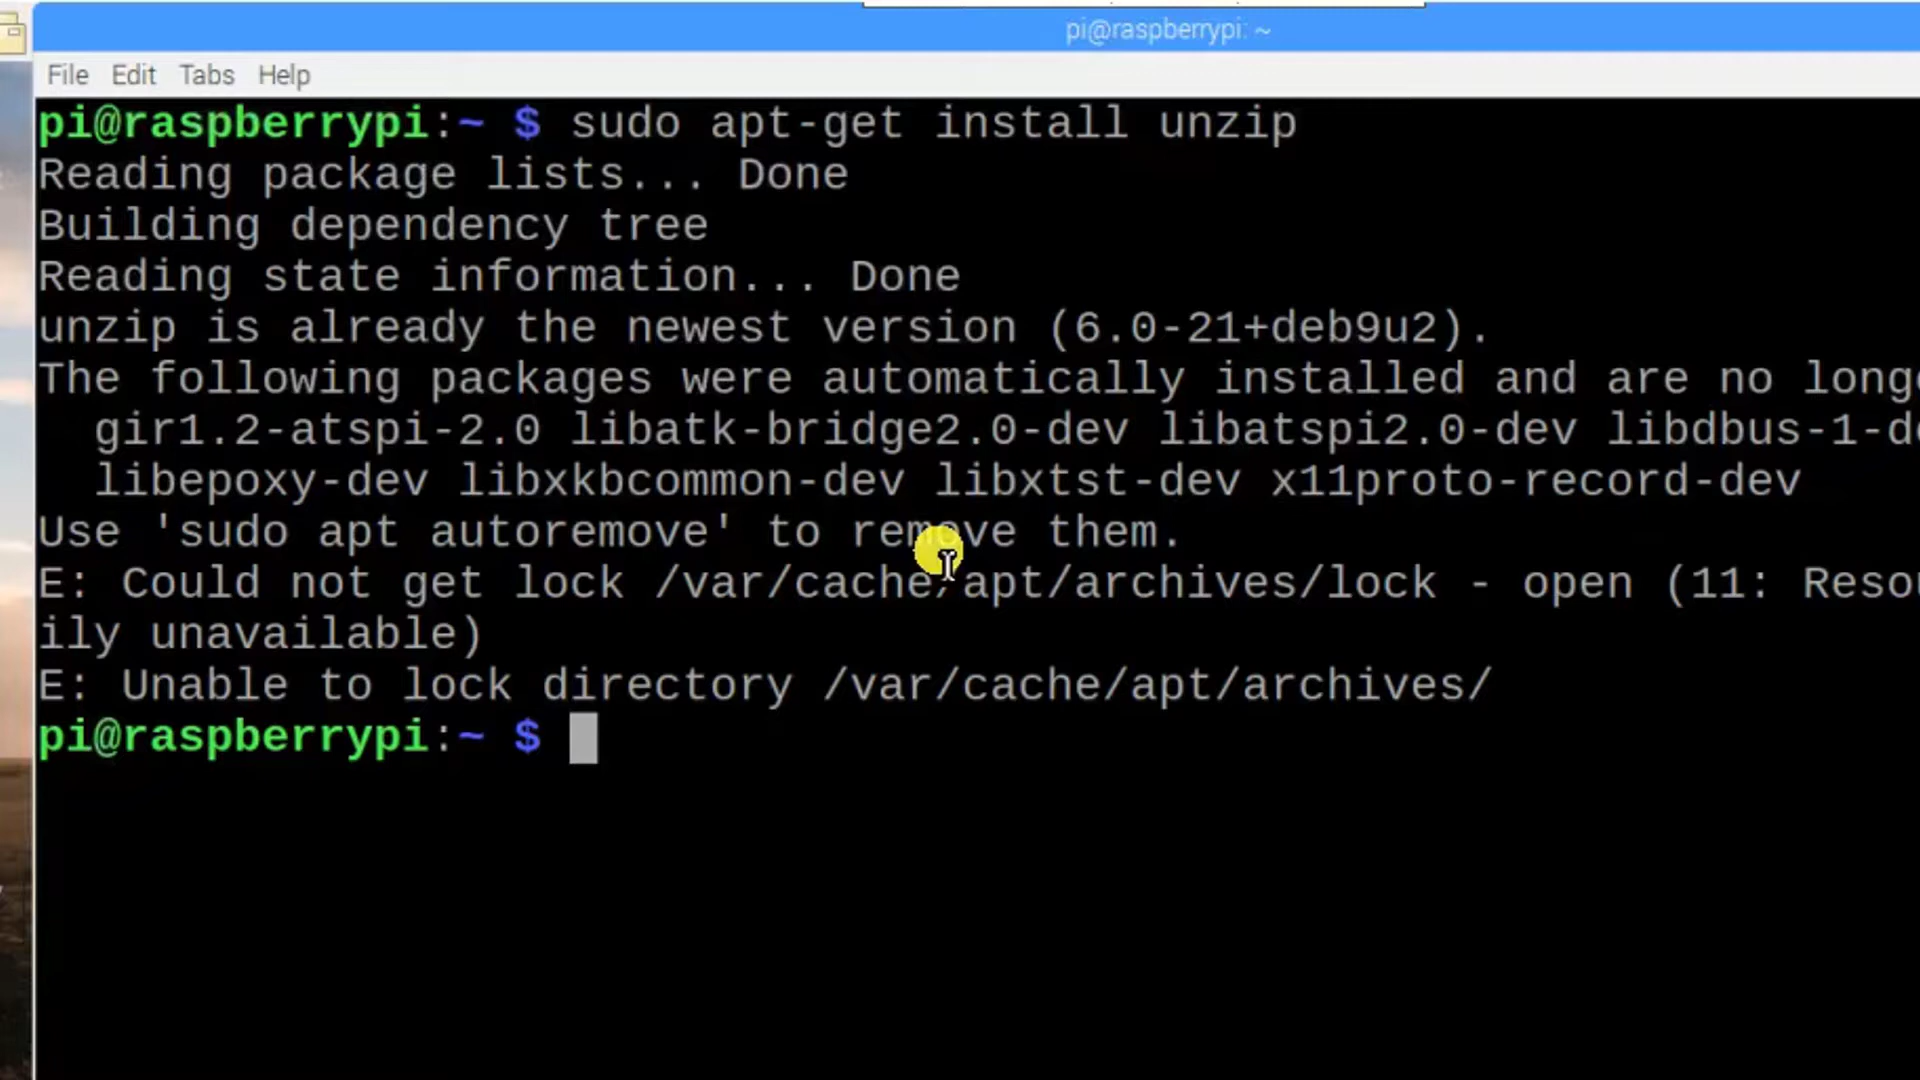 pi@raspberrypi: ~
File Edit Tabs Help
pi@raspberrypi:~ $ sudo apt-get install unzip
Reading package lists... Done
Building dependency tree
Reading state information... Done
unzip is already the newest version (6.0-21+deb9u2).
The following packages were automatically installed and are no
gir1.2-atspi-2.0 libatk-bridge2.0-dev libatspi2.0-dev
libepoxy-dev libxkbcommon-dev libxtst-dev x11proto-record-dev
Use 'sudo apt autoremove' to remove them.
E: Could not get lock /var/cache/apt/archives/lock - open (11:
ily unavailable)
E: Unable to lock directory /var/cache/apt/archives/
pi@raspberrypi:~ $